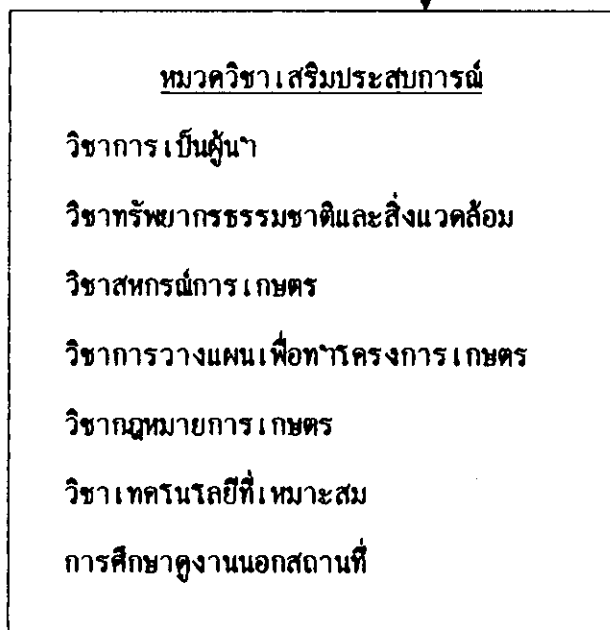 หมวดวิชาเสริมประสบการณ์
วิชาการเป็นผู้นำ
วิชาทรัพยากรธรรมชาติและสิ่งแวดล้อม
วิชาสหกรณ์การเกษตร
วิชาการวางแผนเพื่อทำโครงการเกษตร
วิชากฎหมายการเกษตร
วิชาเทคโนโลยีที่เหมาะสม
การศึกษาดูงานนอกสถานที่